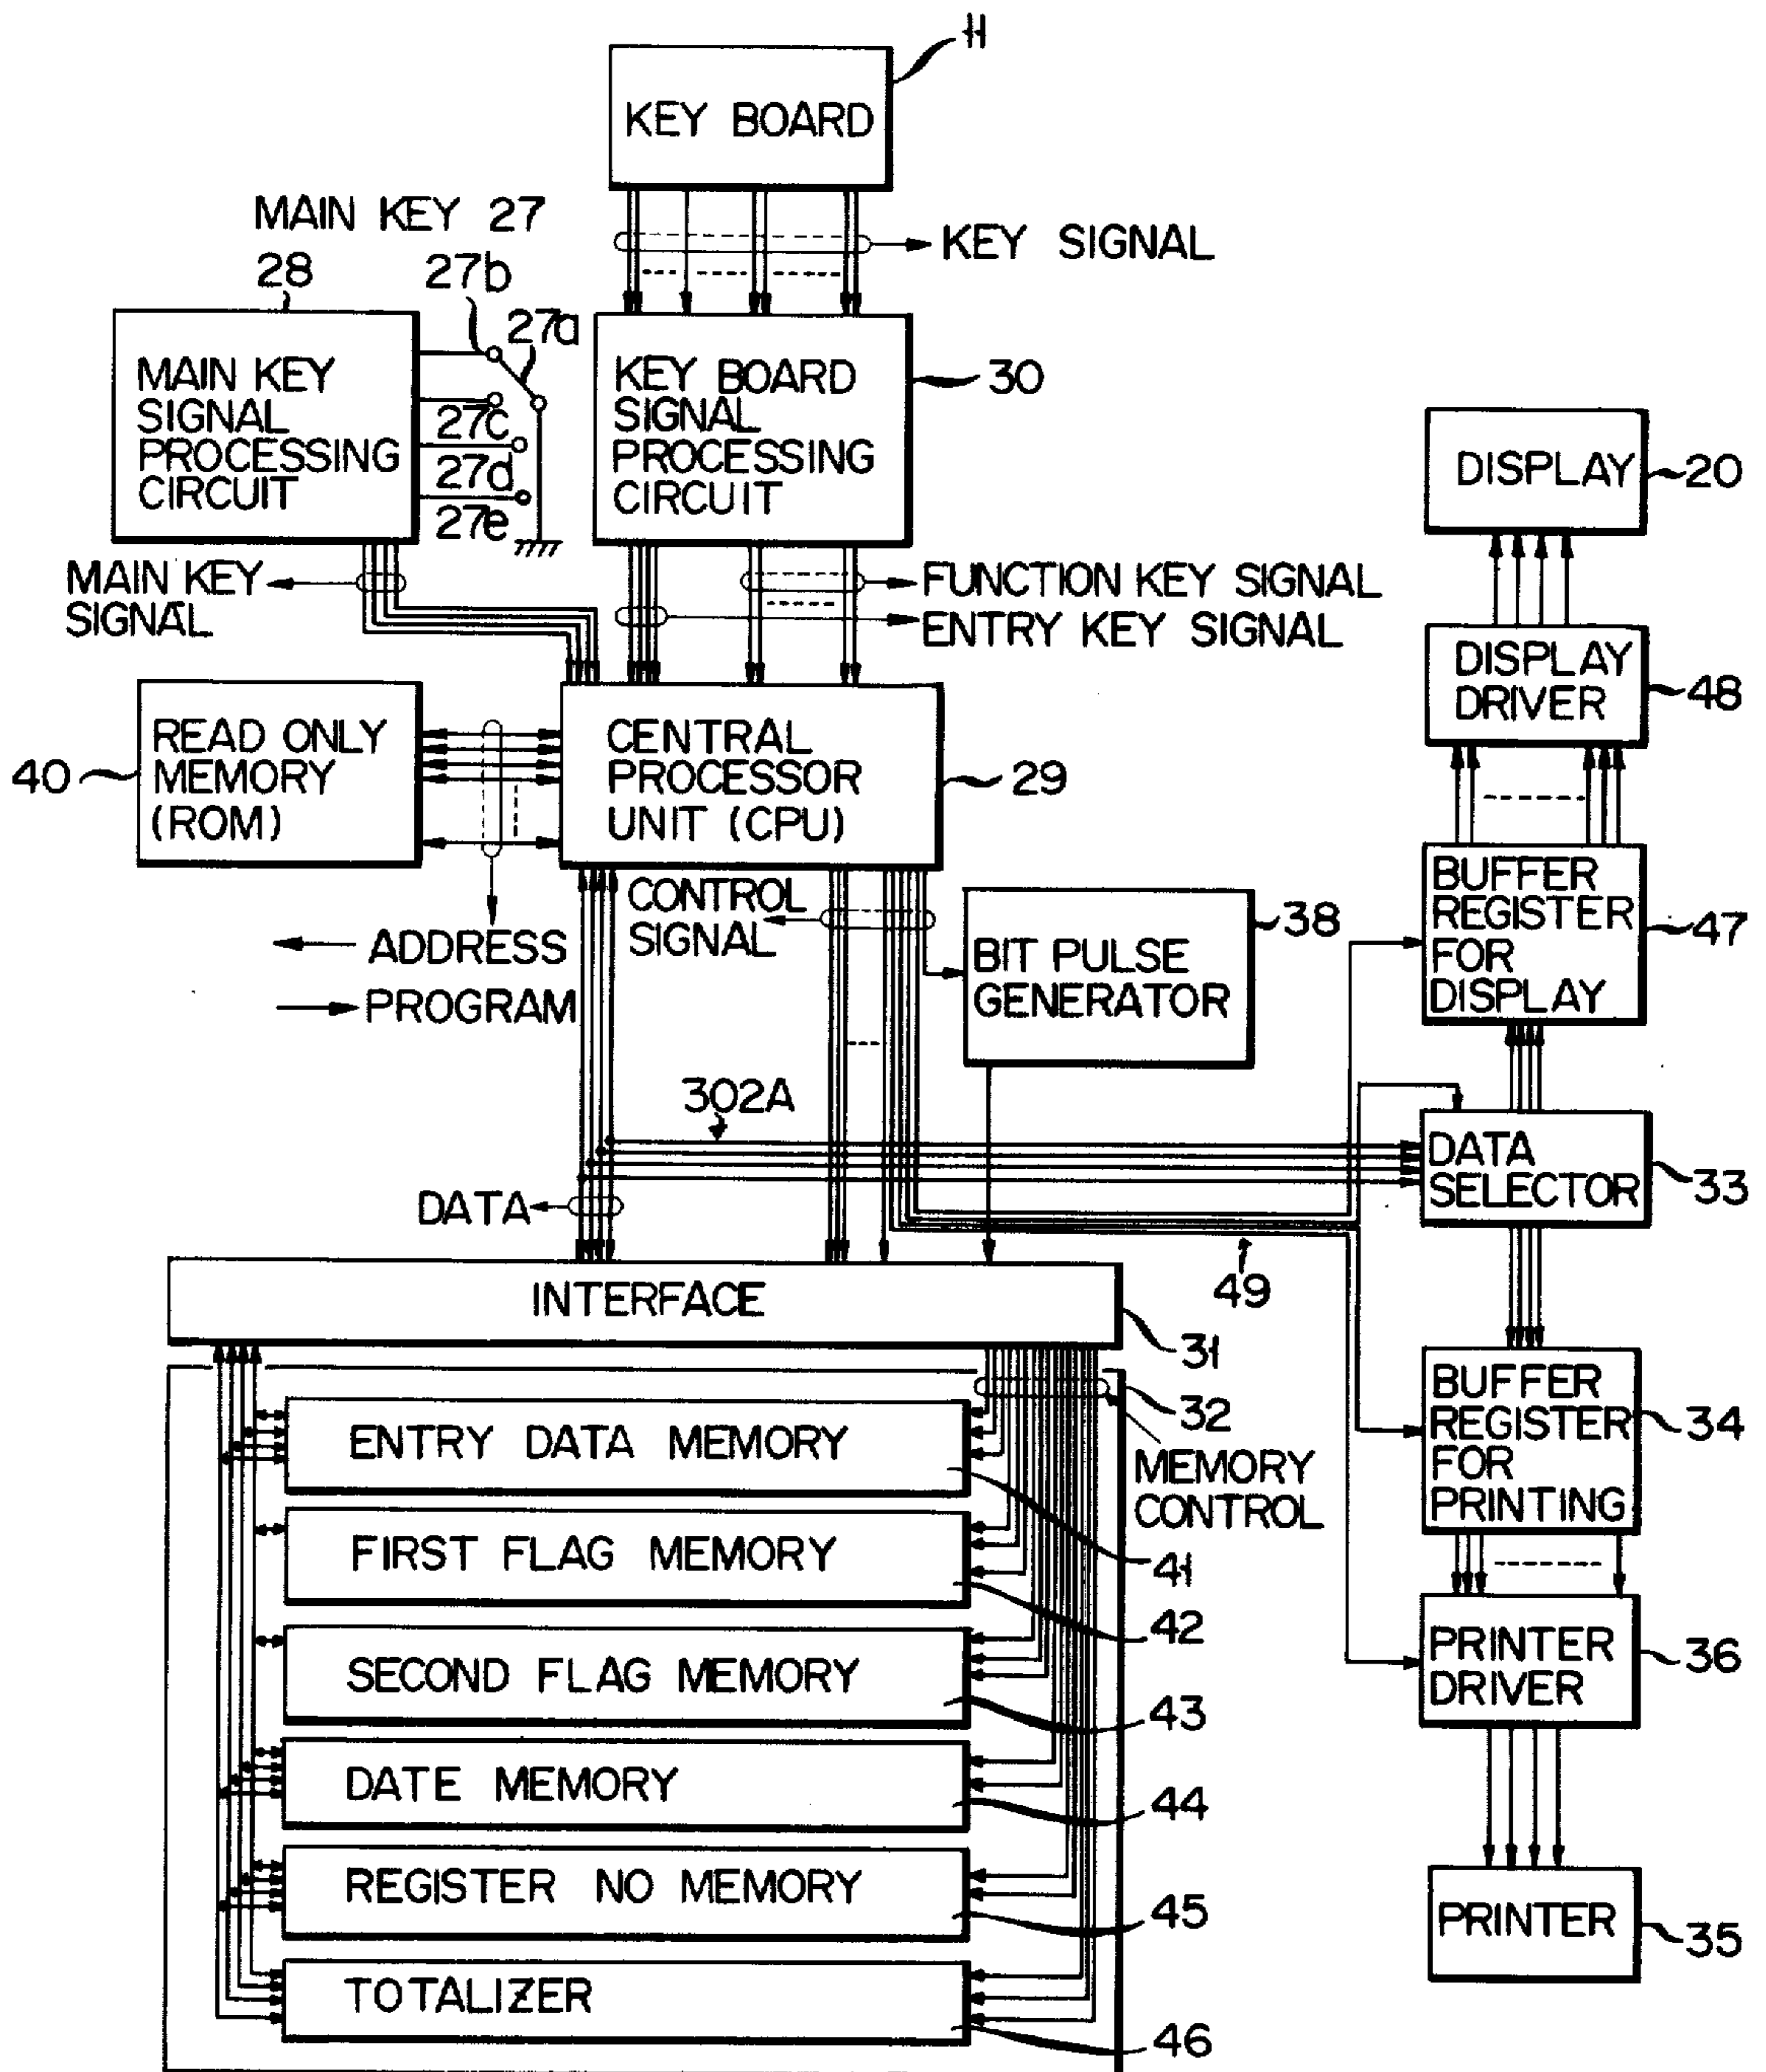 11
KEY BOARD
MAIN KEY 27
KEY SIGNAL
28
27b
27a
MAIN KEY
SIGNAL
PROCESSING
CIRCUIT
27c
27d
27e
KEY BOARD
SIGNAL
PROCESSING
CIRCUIT
30
DISPLAY
20
MAIN KEY
SIGNAL
FUNCTION KEY SIGNAL
ENTRY KEY SIGNAL
DISPLAY
DRIVER
48
40
READ ONLY
MEMORY
(ROM)
CENTRAL
PROCESSOR
UNIT (CPU)
29
BUFFER
REGISTER
FOR
DISPLAY
47
CONTROL
SIGNAL
ADDRESS
PROGRAM
BIT PULSE
GENERATOR
38
302A
DATA
SELECTOR
33
DATA
49
INTERFACE
31
32
MEMORY
CONTROL
BUFFER
REGISTER
FOR
PRINTING
34
ENTRY DATA MEMORY
41
FIRST FLAG MEMORY
42
SECOND FLAG MEMORY
43
PRINTER
DRIVER
36
DATE MEMORY
44
REGISTER NO MEMORY
45
PRINTER
35
TOTALIZER
46